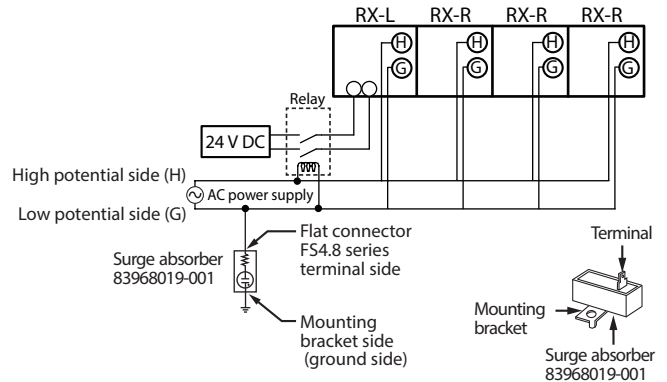 RX-L RX-R RX-R RX-R
H H H H
G G G G
Relay
24 V DC
High potential side (H)
AC power supply
Low potential side (G)
Flat connector
FS4.8 series
terminal side
Surge absorber
83968019-001
Mounting
bracket side
(ground side)
Terminal
Mounting
bracket
Surge absorber
83968019-001